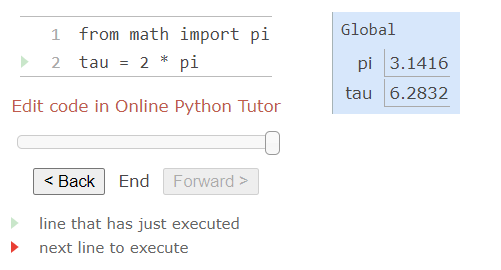 1 from math import pi
2 tau = 2 * pi
Edit code in Online Python Tutor
< Back End Forward >
line that has just executed
next line to execute
Global
pi 3.1416
tau 6.2832